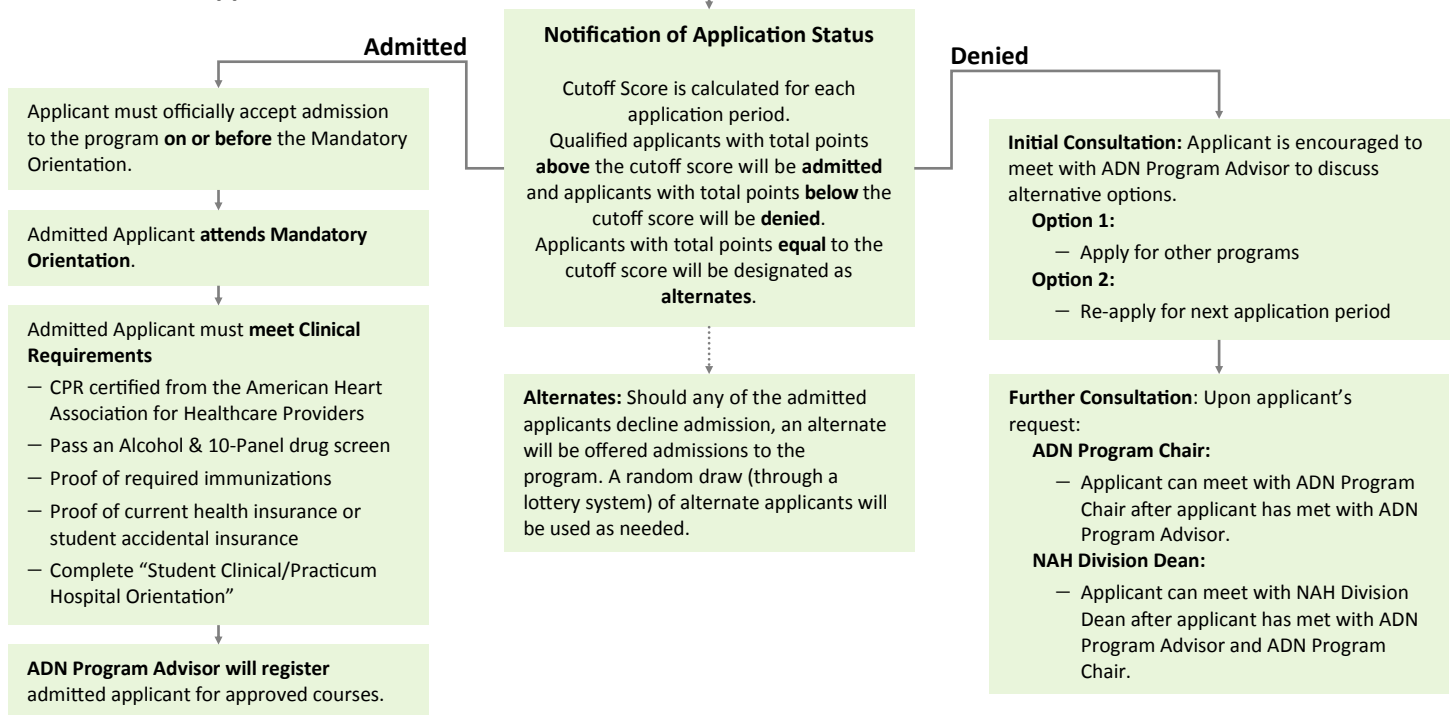 Notification of Application Status
Cutoff Score is calculated for each
application period.
Qualified applicants with total points
above the cutoff score will be admitted
and applicants with total points below the
cutoff score will be denied.
Applicants with total points equal to the
cutoff score will be designated as
alternates.
Admitted
Applicant must officially accept admission
to the program on or before the Mandatory
Orientation.
Admitted Applicant attends Mandatory
Orientation.
Admitted Applicant must meet Clinical
Requirements
– CPR certified from the American Heart
Association for Healthcare Providers
– Pass an Alcohol & 10-Panel drug screen
– Proof of required immunizations
– Proof of current health insurance or
student accidental insurance
– Complete “Student Clinical/Practicum
Hospital Orientation”
ADN Program Advisor will register
admitted applicant for approved courses.
Alternates: Should any of the admitted
applicants decline admission, an alternate
will be offered admissions to the
program. A random draw (through a
lottery system) of alternate applicants will
be used as needed.
Denied
Initial Consultation: Applicant is encouraged to
meet with ADN Program Advisor to discuss
alternative options.
Option 1:
– Apply for other programs
Option 2:
– Re-apply for next application period
Further Consultation: Upon applicant’s
request:
ADN Program Chair:
– Applicant can meet with ADN Program
Chair after applicant has met with ADN
Program Advisor.
NAH Division Dean:
– Applicant can meet with NAH Division
Dean after applicant has met with ADN
Program Advisor and ADN Program
Chair.